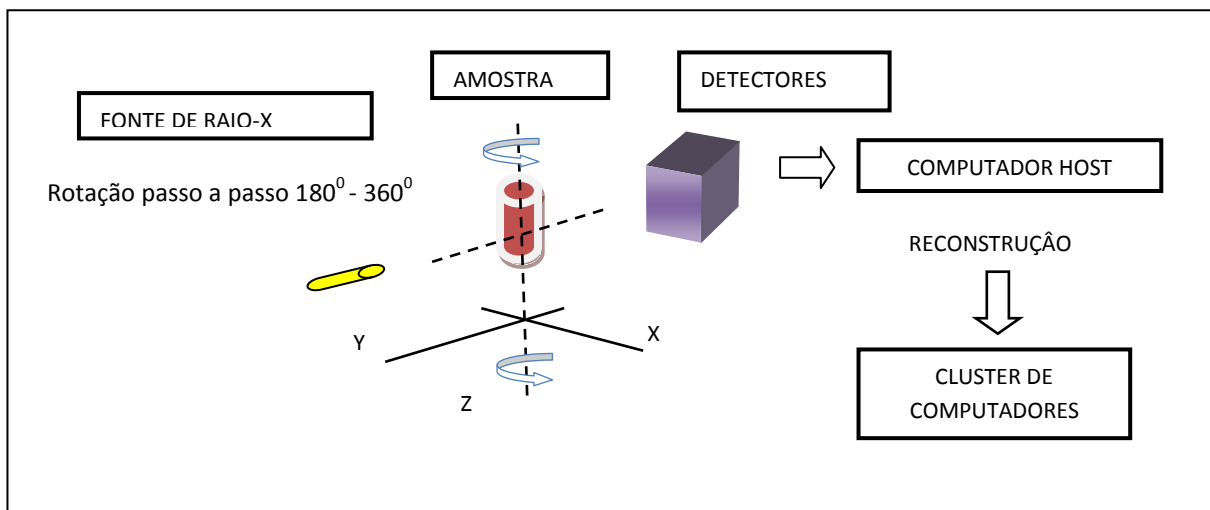 AMOSTRA
DETECTORES
FONTE DE RAIO-X
COMPUTADOR HOST
Rotação passo a passo 180⁰ - 360⁰
RECONSTRUÇÂO
Y
X
Z
CLUSTER DE
COMPUTADORES